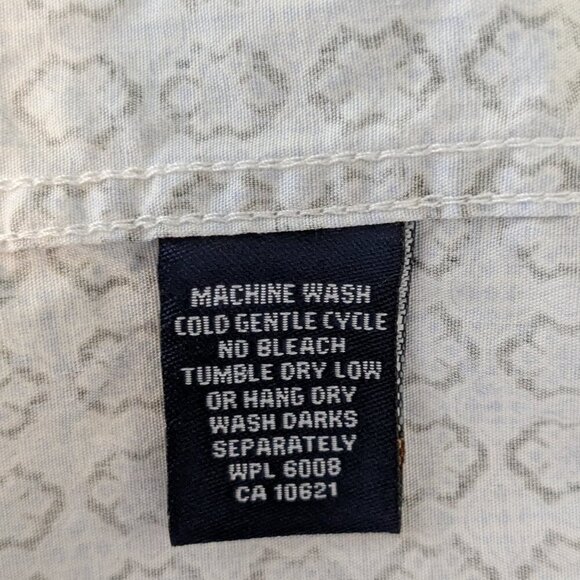 MACHINE WASH
COLD GENTLE CYCLE
NO BLEACH
TUMBLE DRY LOW
OR HANG DRY
WASH DARKS
SEPARATELY
WPL 6008
CA 10621